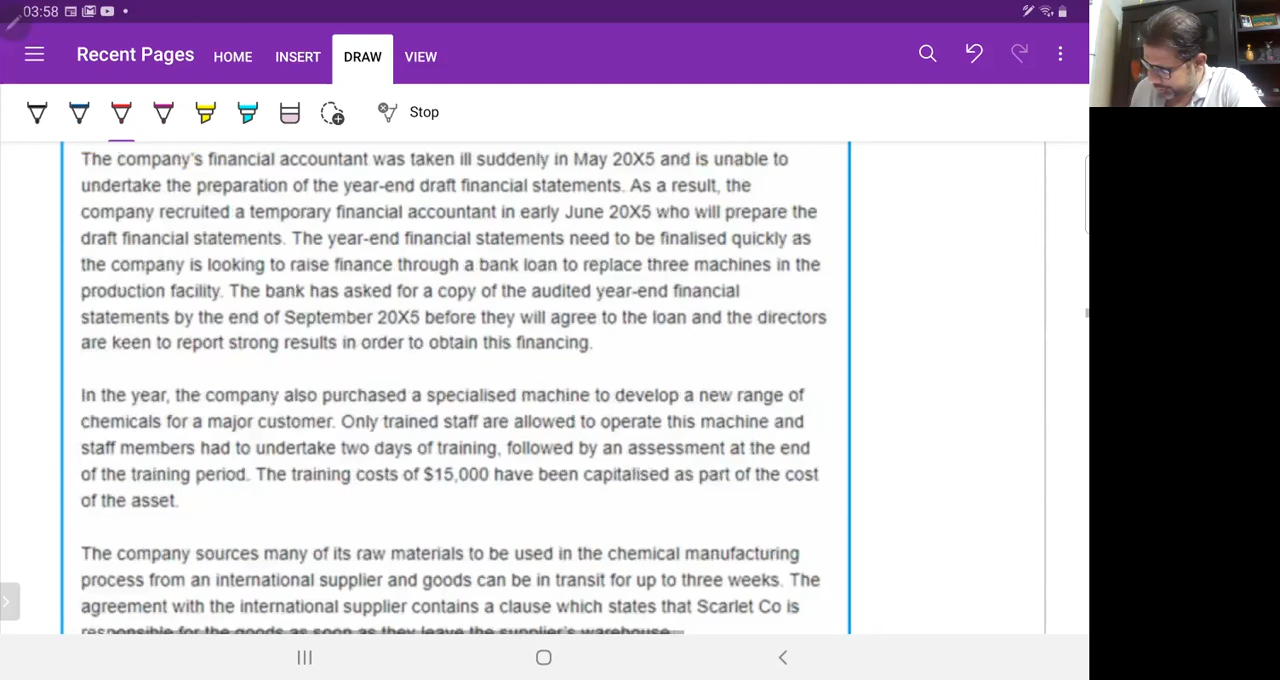 03:58
Recent Pages HOME INSERT DRAW VIEW
Stop
The company's financial accountant was taken ill suddenly in May 20X5 and is unable to
undertake the preparation of the year-end draft financial statements. As a result, the
company recruited a temporary financial accountant in early June 20X5 who will prepare the
draft financial statements. The year-end financial statements need to be finalised quickly as
the company is looking to raise finance through a bank loan to replace three machines in the
production facility. The bank has asked for a copy of the audited year-end financial
statements by the end of September 20X5 before they will agree to the loan and the directors
are keen to report strong results in order to obtain this financing.
In the year, the company also purchased a specialised machine to develop a new range of
chemicals for a major customer. Only trained staff are allowed to operate this machine and
staff members had to undertake two days of training, followed by an assessment at the end
of the training period. The training costs of $15,000 have been capitalised as part of the cost
of the asset.
The company sources many of its raw materials to be used in the chemical manufacturing
process from an international supplier and goods can be in transit for up to three weeks. The
agreement with the international supplier contains a clause which states that Scarlet Co is
responsible for the goods as soon as they leave the supplier's warehouse.